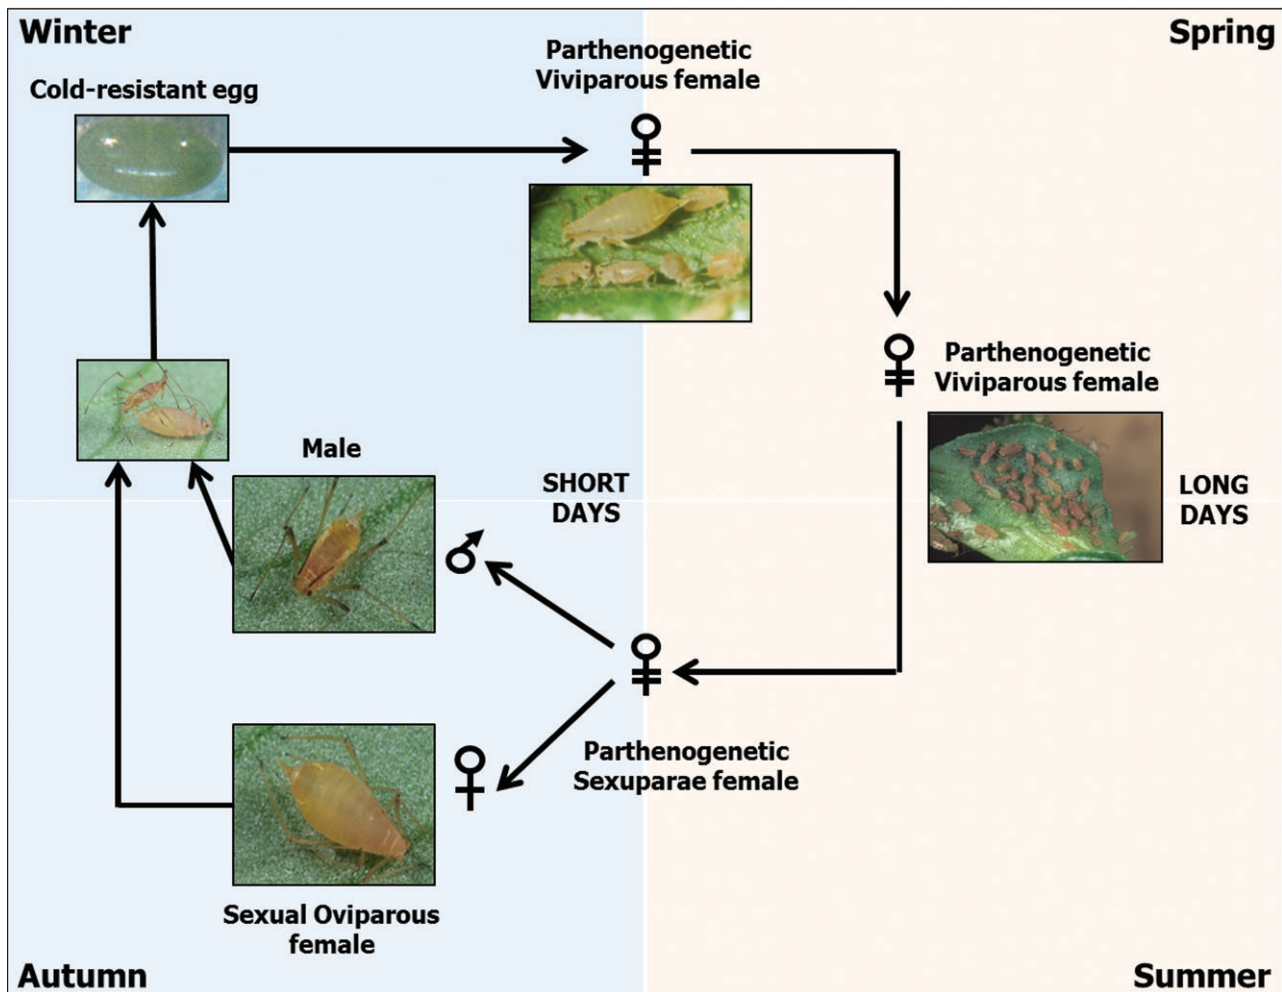 Winter
Spring
Parthenogenetic
Viviparous female
Cold-resistant egg
Parthenogenetic
Viviparous female
Male
SHORT
DAYS
LONG
DAYS
Parthenogenetic
Sexuparae female
Sexual Oviparous
female
Autumn
Summer